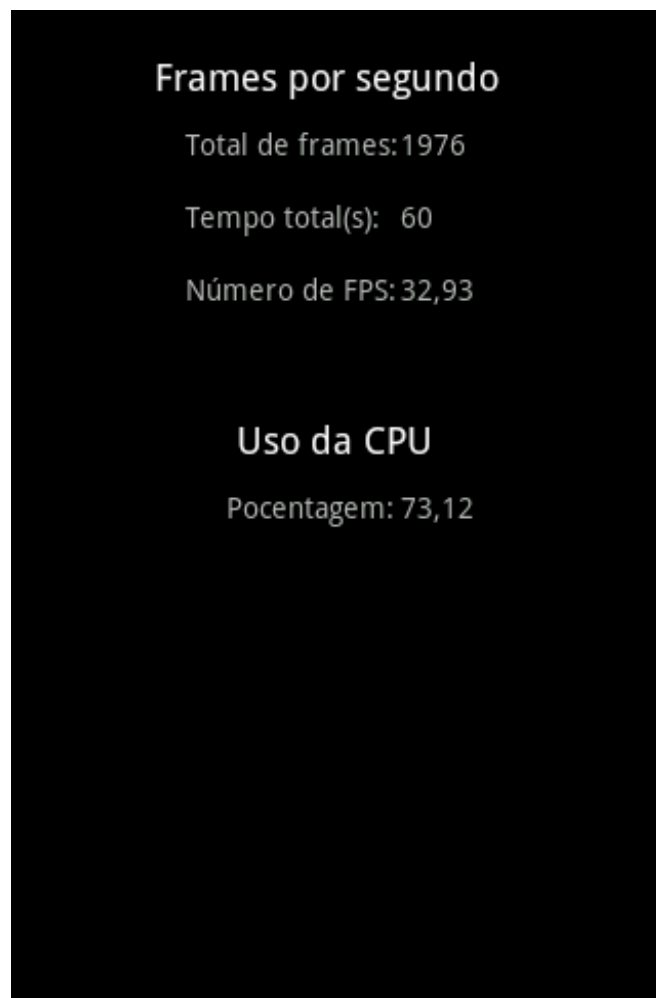 Frames por segundo
Total de frames: 1976
Tempo total(s): 60
Número de FPS: 32,93
Uso da CPU
Pocentagem: 73,12